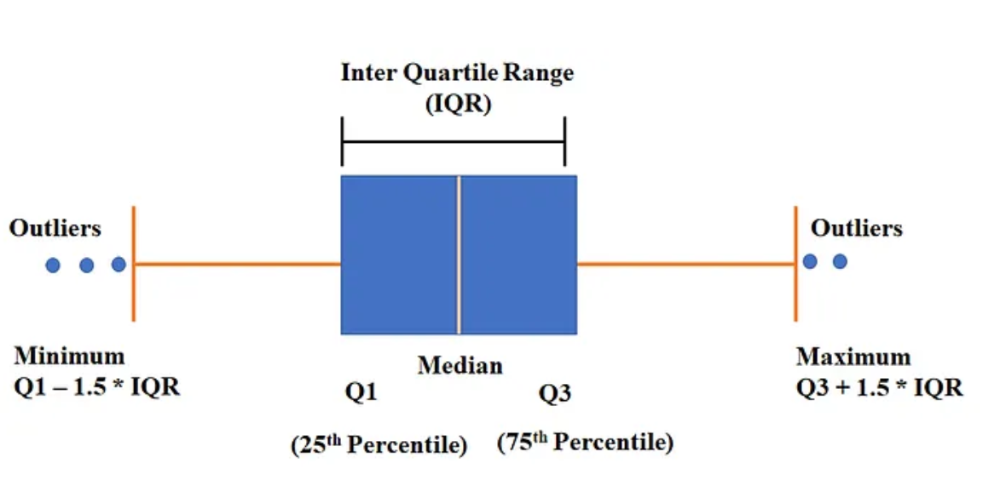 Inter Quartile Range
(IQR)
Outliers
Outliers
Minimum
Q1 – 1.5 * IQR
Median
Maximum
Q3 + 1.5 * IQR
Q1
Q3
(25th Percentile)
(75th Percentile)